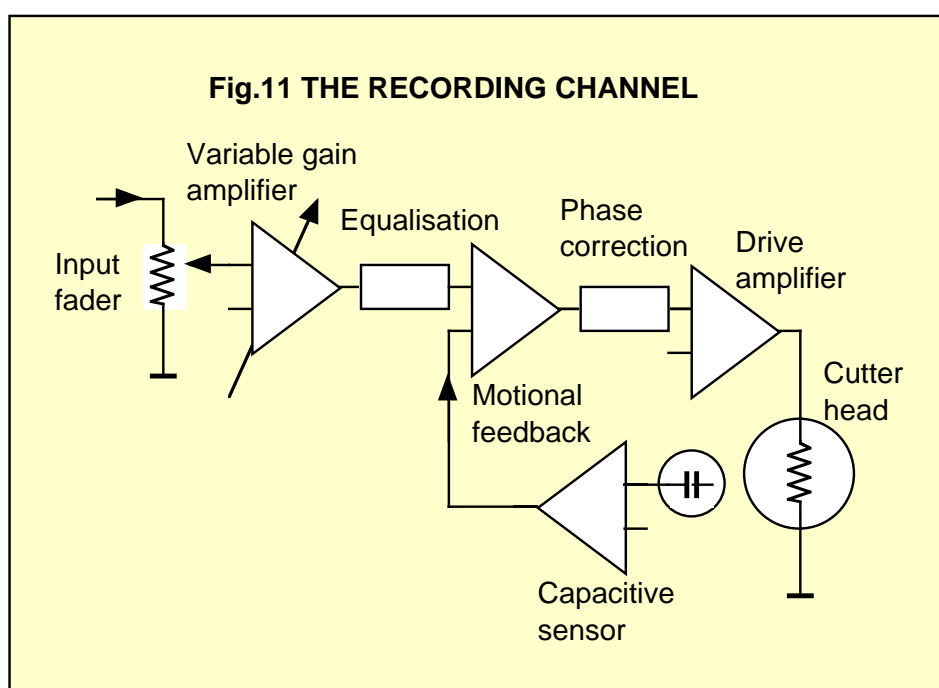 Fig.11 THE RECORDING CHANNEL
Variable gain
amplifier
Equalisation
Phase
correction
Drive
amplifier
Input
fader
Cutter
head
Motional
feedback
Capacitive
sensor